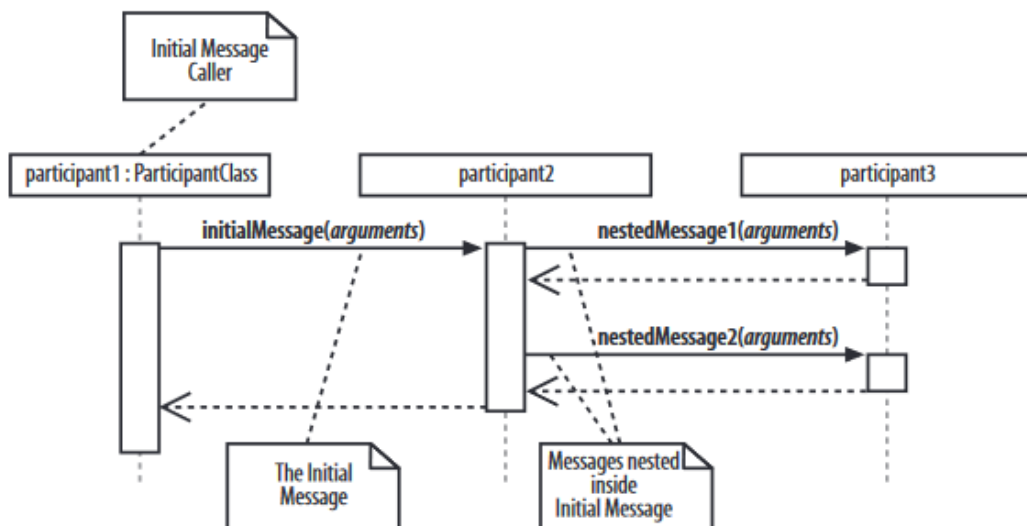 Initial Message
Caller
participant1 : ParticipantClass
participant2
participant3
initialMessage(arguments)
nestedMessage1(arguments)
nestedMessage2(arguments)
The Initial
Message
Messages nested
inside
Initial Message